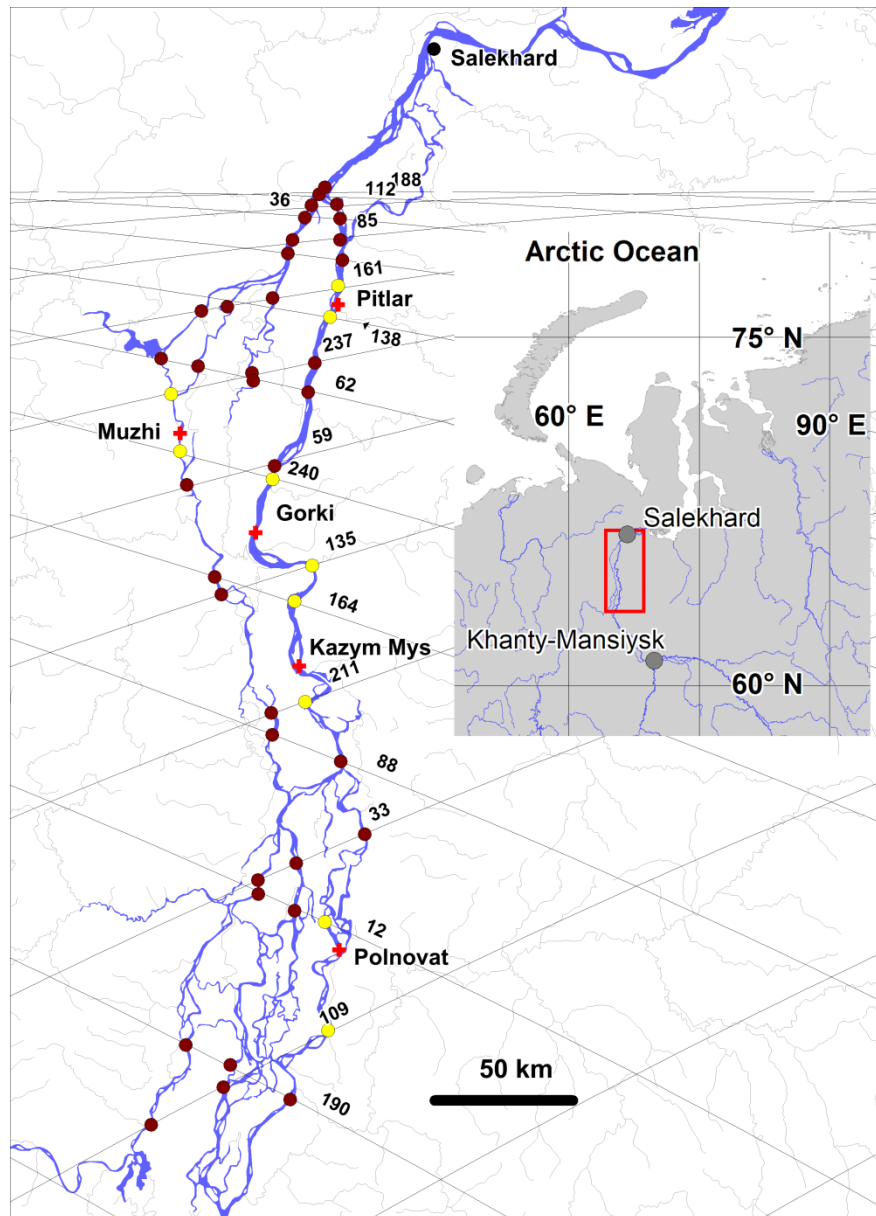 Salekhard
188
36
112
85
Arctic Ocean
161
Pitlar
138
75° N
237
62
60° E
90° E
Muzhi
59
240
Gorki
Salekhard
135
164
Kazym Mys
Khanty-Mansiysk
211
60° N
88
33
12
Polnovat
109
50 km
190